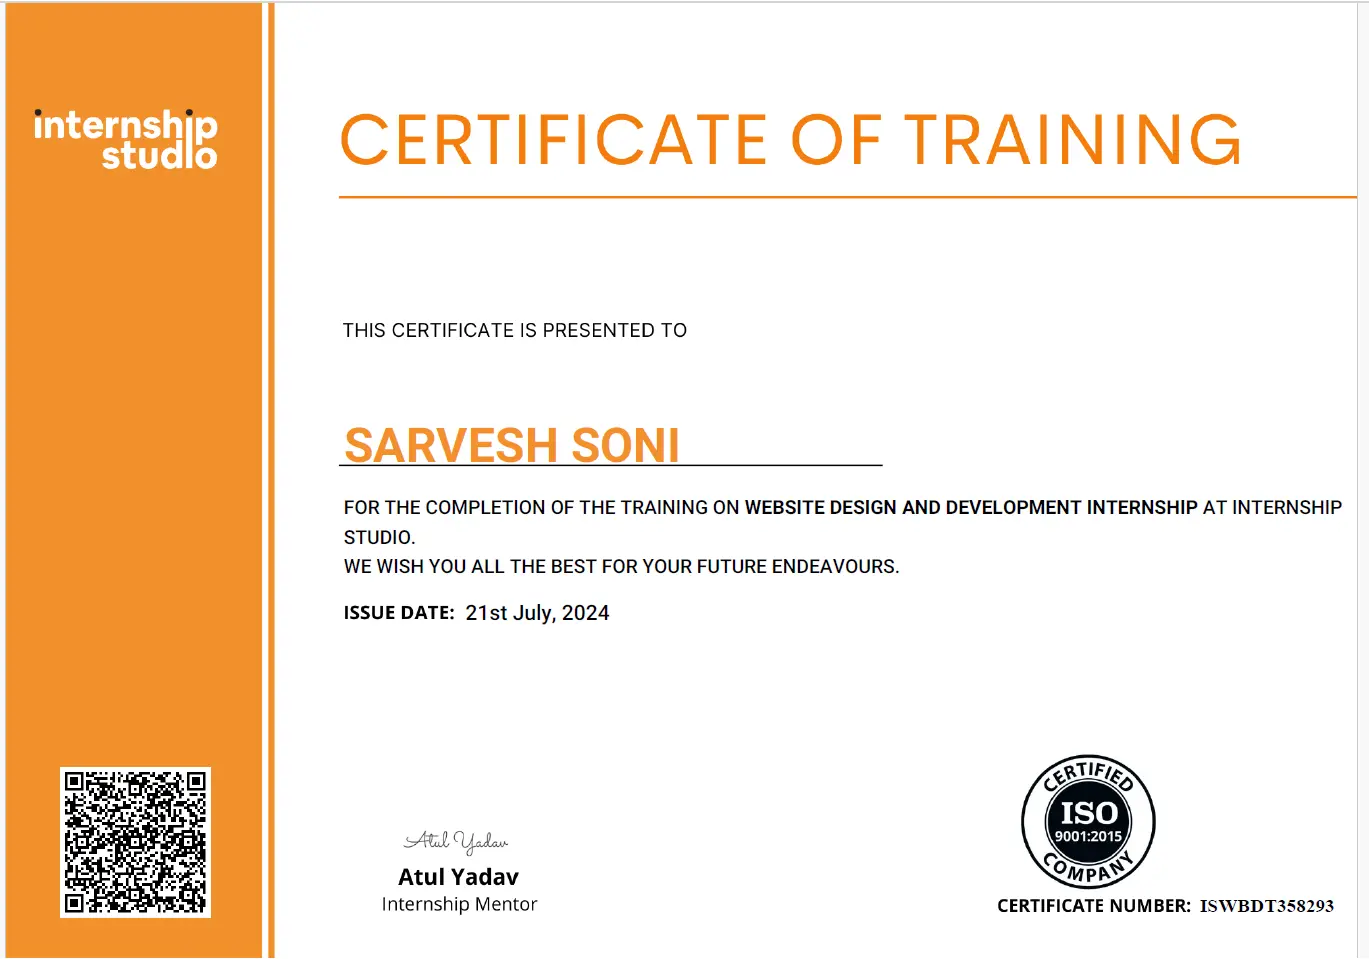 internship
studio
CERTIFICATE OF TRAINING
THIS CERTIFICATE IS PRESENTED TO
SARVESH SONI
FOR THE COMPLETION OF THE TRAINING ON WEBSITE DESIGN AND DEVELOPMENT INTERNSHIP AT INTERNSHIP
STUDIO.
WE WISH YOU ALL THE BEST FOR YOUR FUTURE ENDEAVOURS.
ISSUE DATE: 21st July, 2024
Atul Yadav
Atul Yadav
Internship Mentor
CERTIFIED
ISO
9001:2015
COMPANY
CERTIFICATE NUMBER: ISWBDT358293